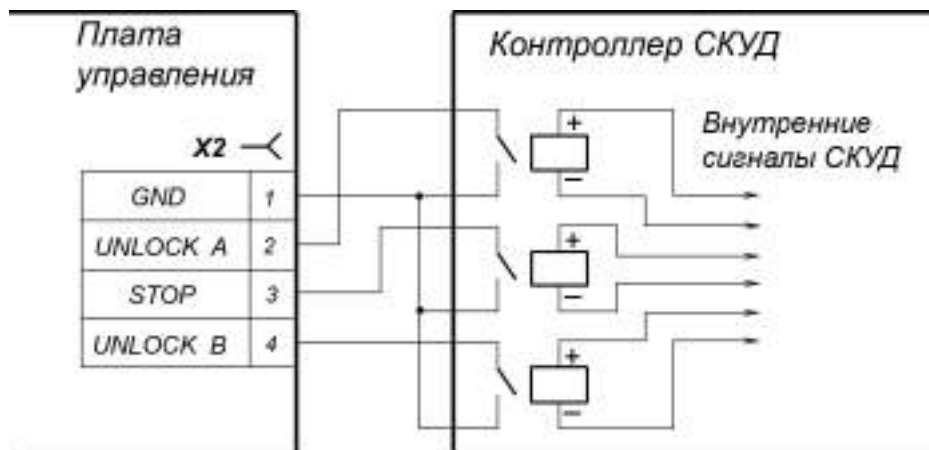 Плата
управления
X2
GND 1
UNLOCK A 2
STOP 3
UNLOCK B 4
Контроллер СКУД
Внутренние
сигналы СКУД
+
−
+
−
+
−